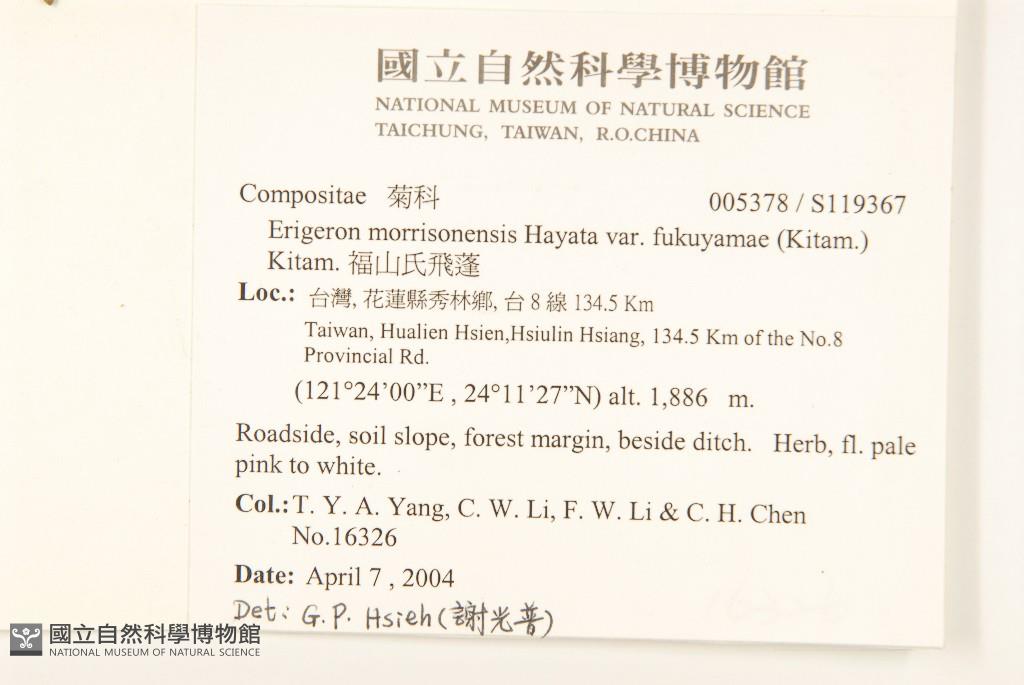 國立自然科學博物館
NATIONAL MUSEUM OF NATURAL SCIENCE
TAICHUNG, TAIWAN, R.O.CHINA
Compositae 菊科 005378 / S119367
Erigeron morrisonensis Hayata var. fukuyamae (Kitam.)
Kitam. 福山氏飛蓬
Loc.: 台灣, 花蓮縣秀林鄉, 台 8 線 134.5 Km
Taiwan, Hualien Hsien,Hsiulin Hsiang, 134.5 Km of the No.8
Provincial Rd.
(121°24’00”E , 24°11’27”N) alt. 1,886 m.
Roadside, soil slope, forest margin, beside ditch. Herb, fl. pale
pink to white.
Col.:T. Y. A. Yang, C. W. Li, F. W. Li & C. H. Chen
No.16326
Date: April 7 , 2004
Det: G. P. Hsieh (謝光普)
國立自然科學博物館
NATIONAL MUSEUM OF NATURAL SCIENCE